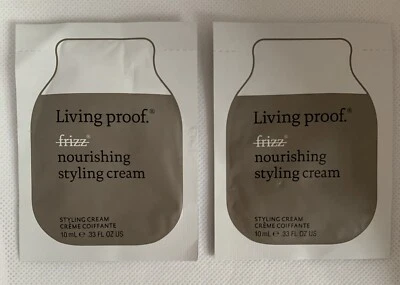 Living proof.®
frizz®
nourishing
styling cream
STYLING CREAM
CRÈME COIFFANTE
10 mL ℮ .33 FL OZ US
Living proof.®
frizz®
nourishing
styling cream
STYLING CREAM
CRÈME COIFFANTE
10 mL ℮ .33 FL OZ US